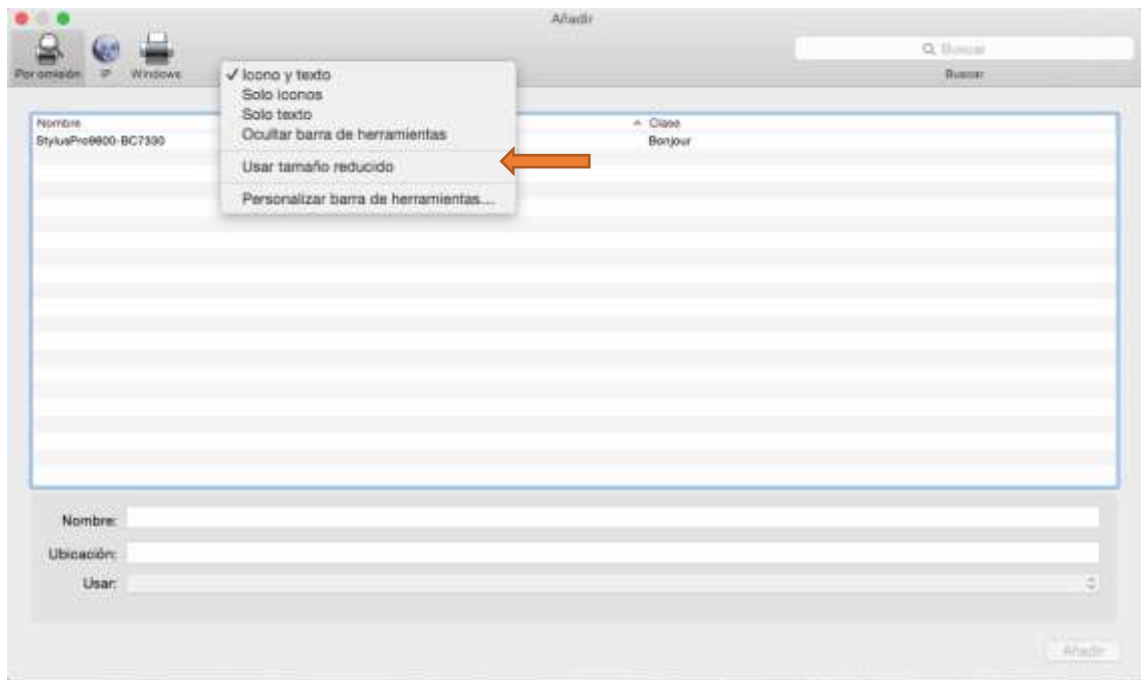 Añadir
Por omisión IP Windows
Buscar
Buscar
✓ Icono y texto
Solo iconos
Solo texto
Ocultar barra de herramientas
Usar tamaño reducido
Personalizar barra de herramientas...
Nombre Clase
StylusPro9800-BC7390 Bonjour
Nombre:
Ubicación:
Usar:
Añadir